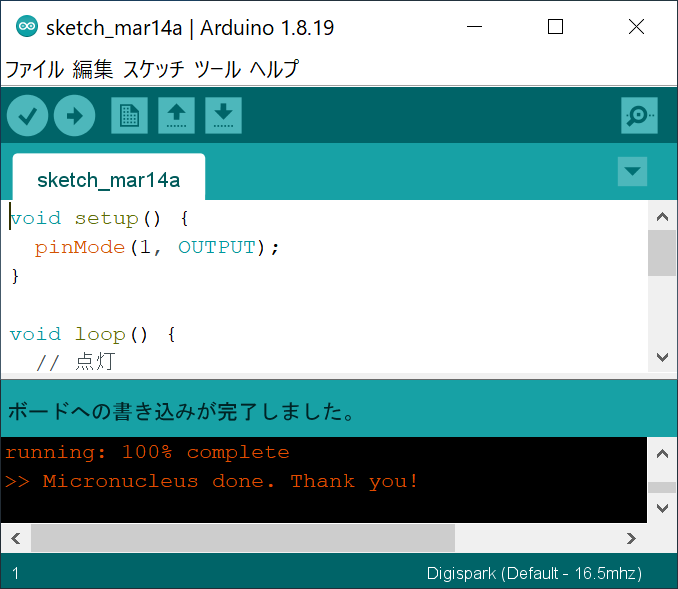 sketch_mar14a | Arduino 1.8.19
ファイル 編集 スケッチ ツール ヘルプ
sketch_mar14a
void setup() {
  pinMode(1, OUTPUT);
}
void loop() {
  // 点灯
ボードへの書き込みが完了しました。
running: 100% complete
>> Micronucleus done. Thank you!
1
Digispark (Default - 16.5mhz)